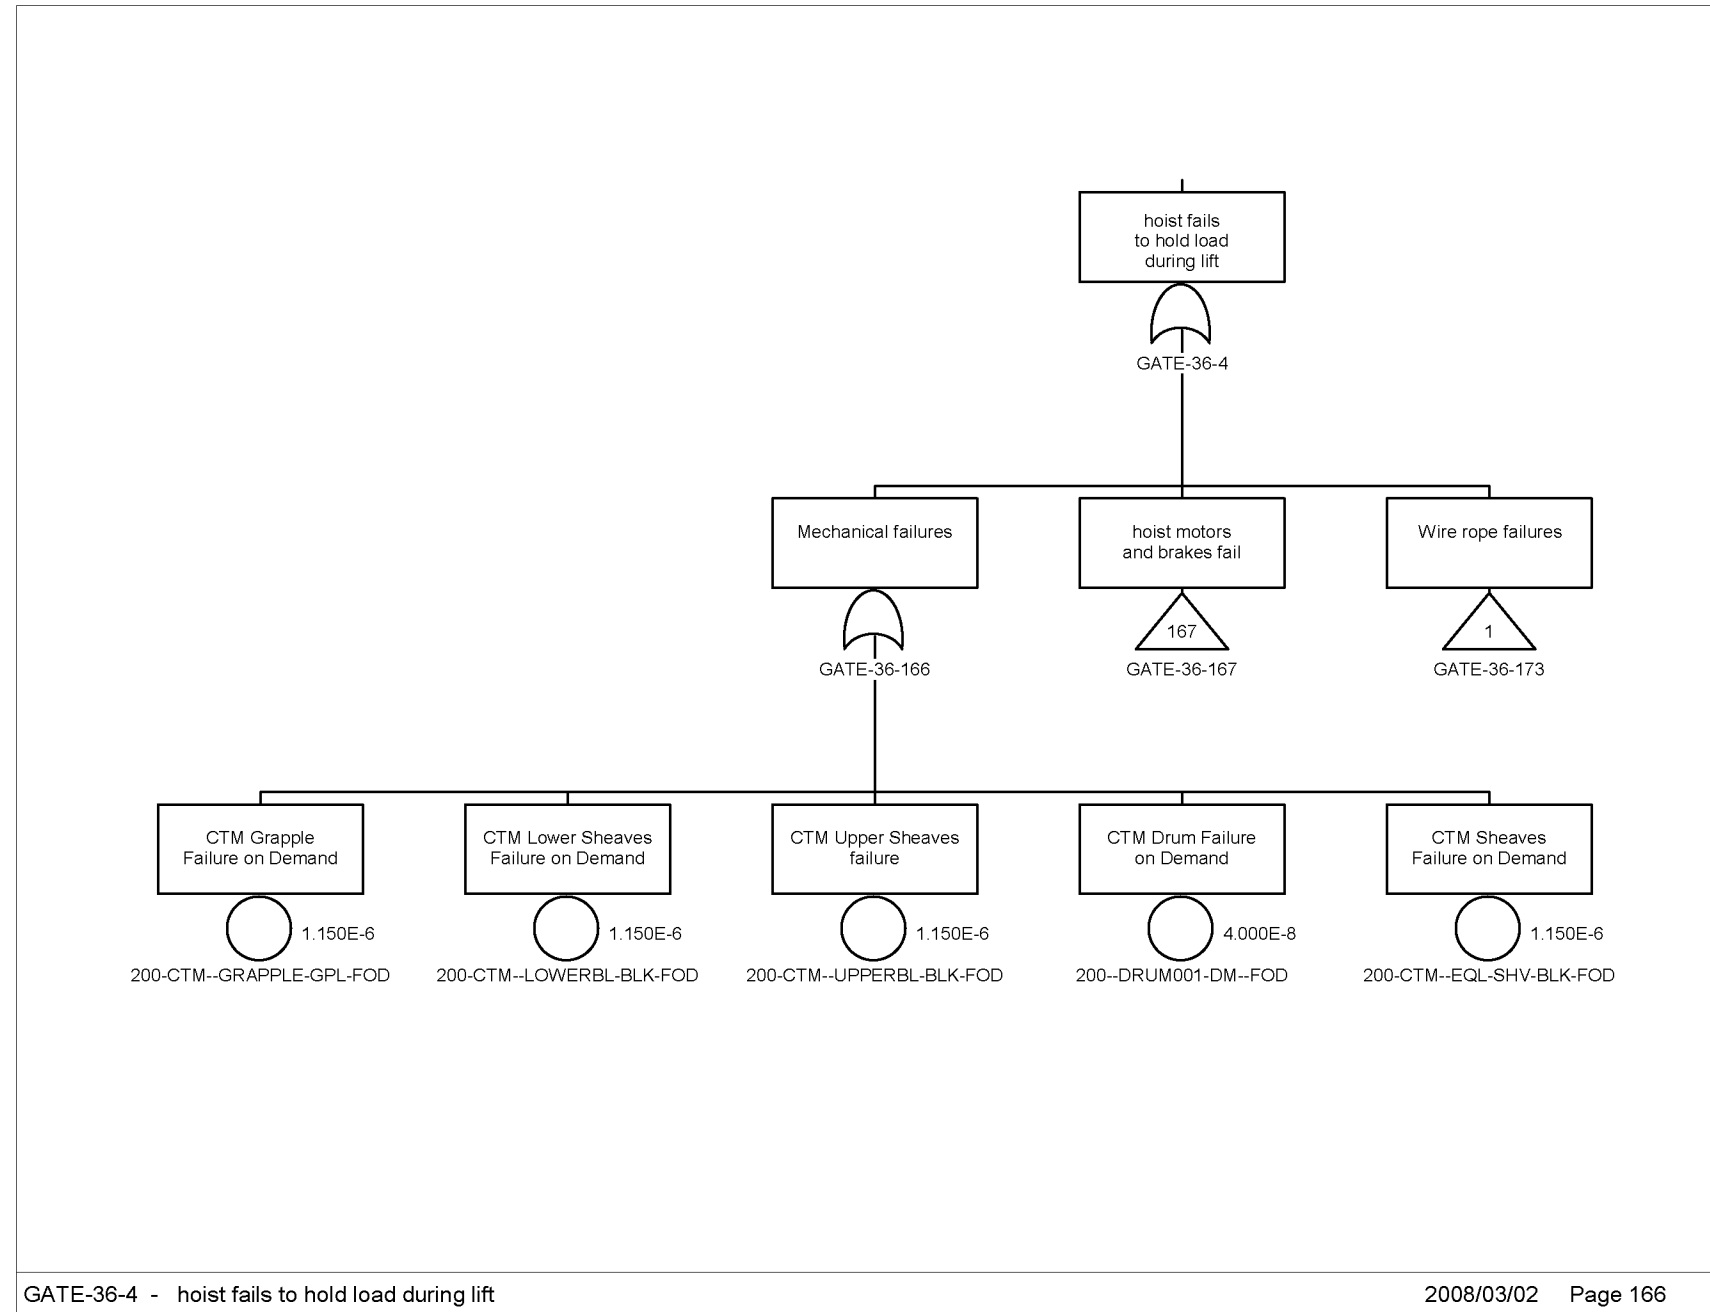 hoist fails
to hold load
during lift
GATE-36-4
Mechanical failures
hoist motors
and brakes fail
Wire rope failures
167
1
GATE-36-166
GATE-36-167
GATE-36-173
CTM Grapple
Failure on Demand
CTM Lower Sheaves
Failure on Demand
CTM Upper Sheaves
failure
CTM Drum Failure
on Demand
CTM Sheaves
Failure on Demand
1.150E-6
1.150E-6
1.150E-6
4.000E-8
1.150E-6
200-CTM--GRAPPLE-GPL-FOD
200-CTM--LOWERBL-BLK-FOD
200-CTM--UPPERBL-BLK-FOD
200--DRUM001-DM--FOD
200-CTM--EQL-SHV-BLK-FOD
GATE-36-4 - hoist fails to hold load during lift
2008/03/02 Page 166